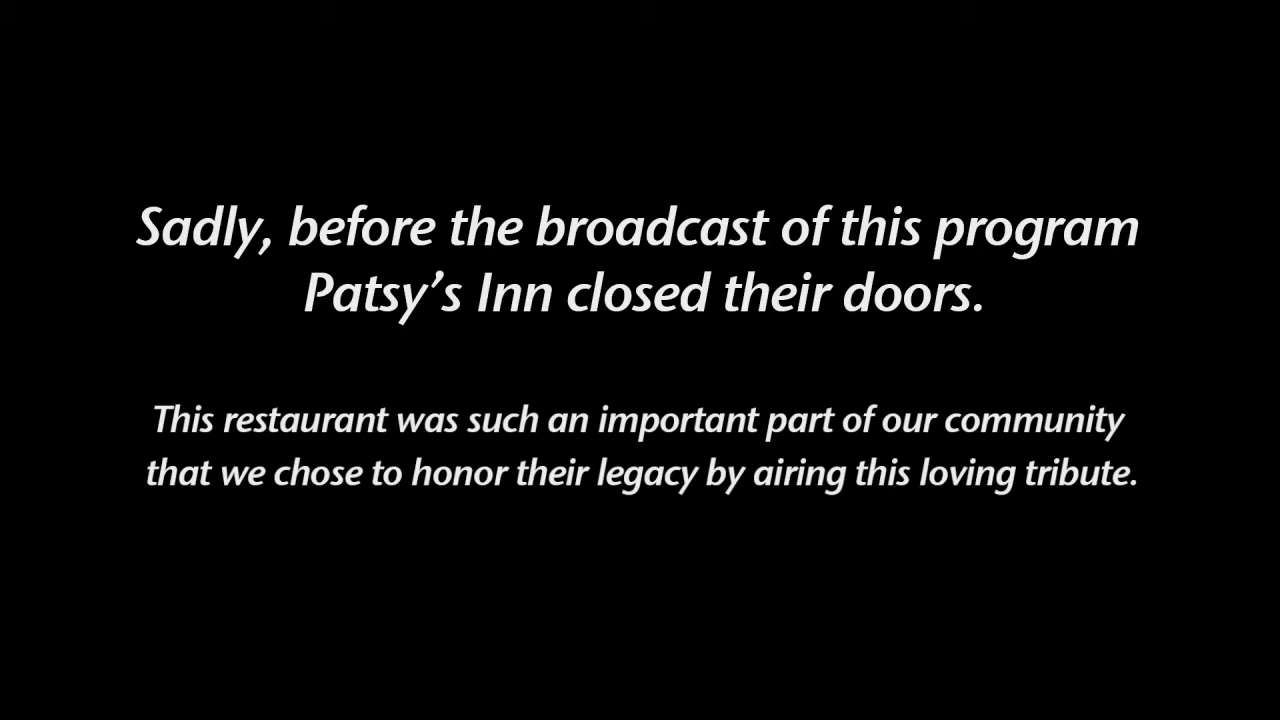 Sadly, before the broadcast of this program
Patsy’s Inn closed their doors.
This restaurant was such an important part of our community
that we chose to honor their legacy by airing this loving tribute.